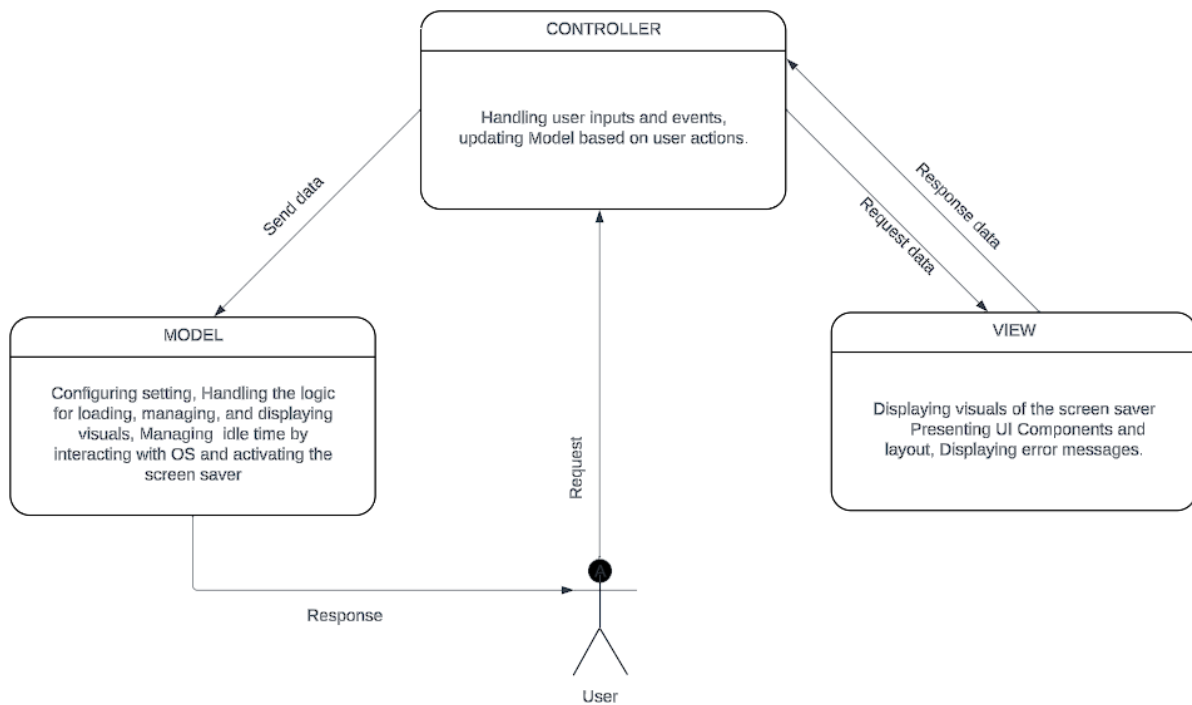 CONTROLLER
Handling user inputs and events,
updating Model based on user actions.
Send data
Response data
Request data
MODEL
Configuring setting, Handling the logic
for loading, managing, and displaying
visuals, Managing idle time by
interacting with OS and activating the
screen saver
VIEW
Displaying visuals of the screen saver
Presenting UI Components and
layout, Displaying error messages.
Request
A
Response
User